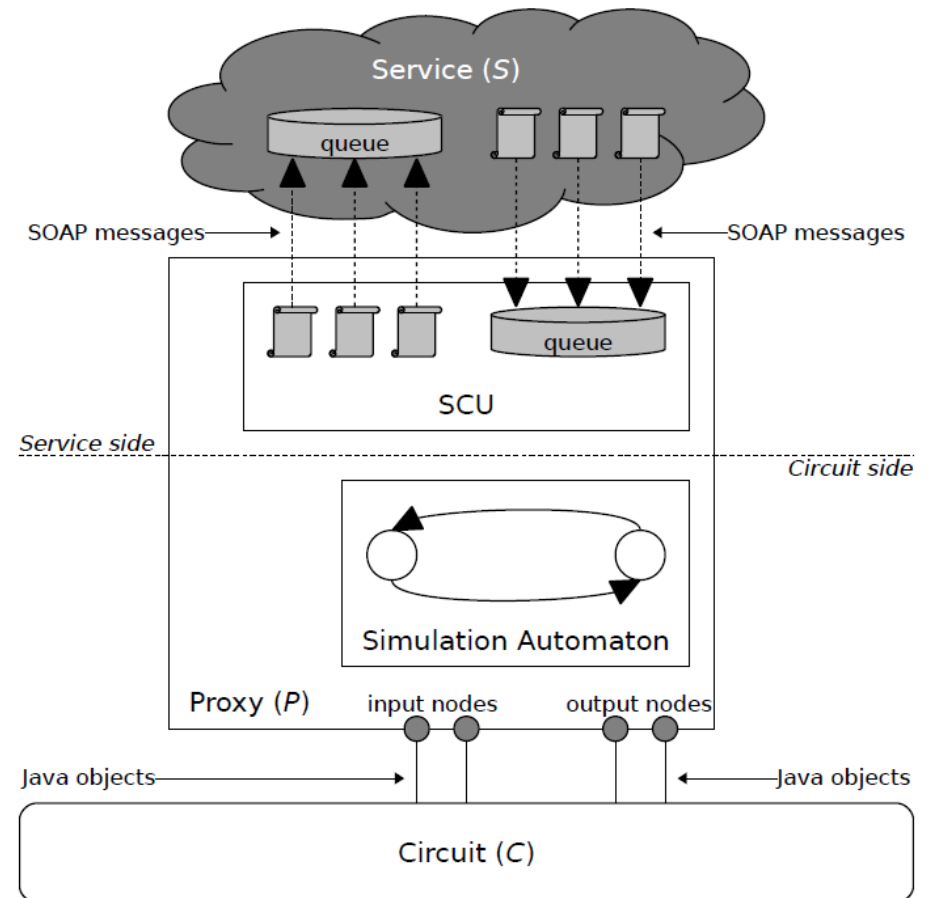 Service (S)
queue
SOAP messages
SOAP messages
queue
SCU
Service side
Circuit side
Simulation Automaton
Proxy (P)
input nodes
output nodes
Java objects
Java objects
Circuit (C)